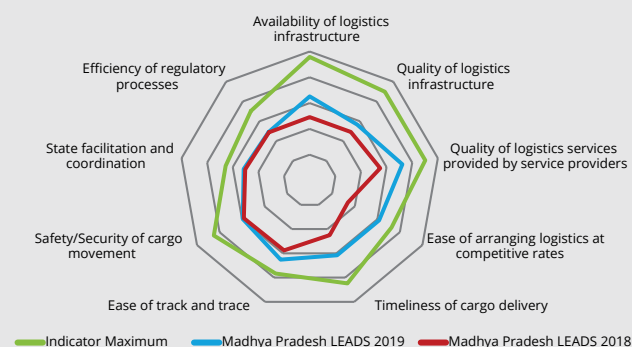 Availability of logistics
infrastructure
Efficiency of regulatory
processes
Quality of logistics
infrastructure
State facilitation and
coordination
Quality of logistics services
provided by service providers
Safety/Security of cargo
movement
Ease of arranging logistics at
competitive rates
Ease of track and trace
Timeliness of cargo delivery
Indicator Maximum
Madhya Pradesh LEADS 2019
Madhya Pradesh LEADS 2018